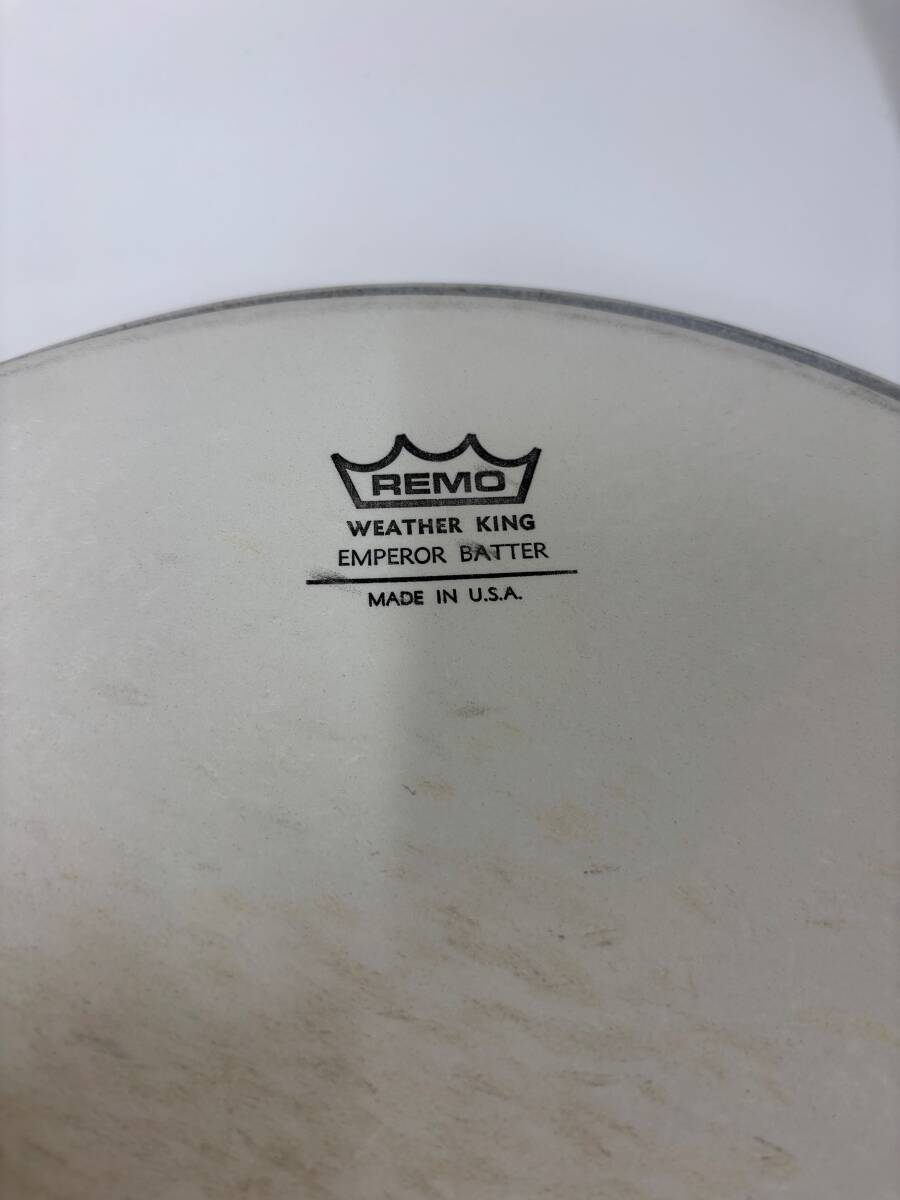 REMO
WEATHER KING
EMPEROR BATTER
MADE IN U.S.A.